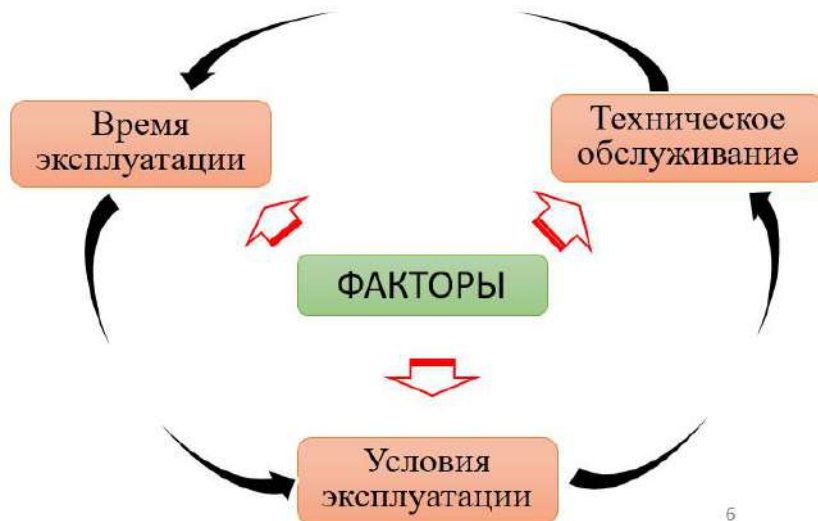 Время
эксплуатации
Техническое
обслуживание
ФАКТОРЫ
Условия
эксплуатации
6